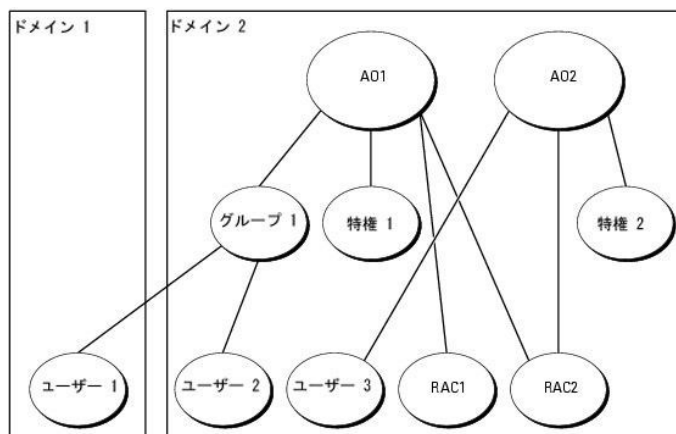 ドメイン 1
ドメイン 2
AO1
AO2
グループ 1
特権 1
特権 2
ユーザー 1
ユーザー 2
ユーザー 3
RAC1
RAC2